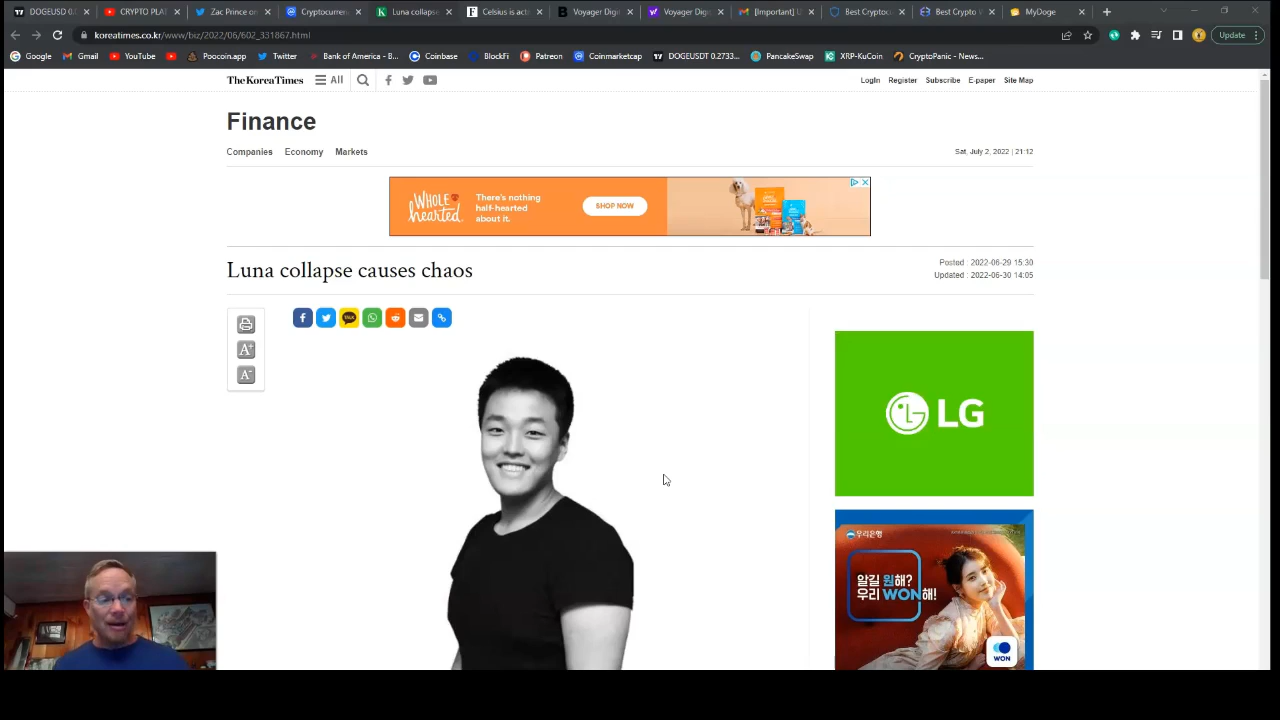 DOGEUSD 0.0
CRYPTO PLA
Zac Prince on
Cryptocurren
Luna collapse
Celsius is act
Voyager Digi
Voyager Digi
[Important] U
Best Cryptoc
Best Crypto W
MyDoge
koreatimes.co.kr/www/biz/2022/06/602_331867.html
Update
Google
Gmail
YouTube
Poocoin.app
Twitter
Bank of America - B...
Coinbase
BlockFi
Patreon
Coinmarketcap
DOGEUSDT 0.2733...
PancakeSwap
XRP-KuCoin
CryptoPanic - News...
The Korea Times
All
LogIn Register Subscribe E-paper Site Map
Finance
Companies Economy Markets
Sat, July 2, 2022 | 21:12
WHOLE
hearted
There's nothing
half-hearted
about it.
SHOP NOW
Luna collapse causes chaos
Posted : 2022-06-29 15:30
Updated : 2022-06-30 14:05
TALK
A+
A-
LG
우리은행
알길 원해?
우리 WON해!
WON